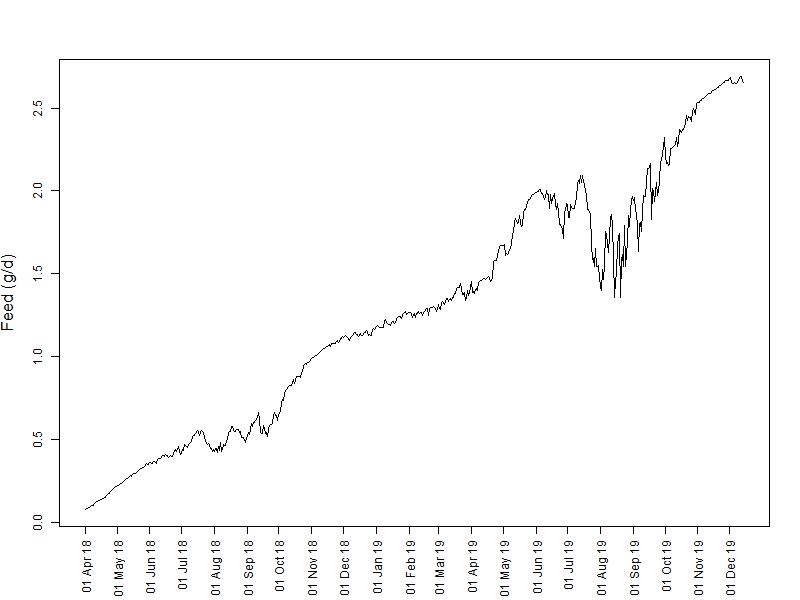 Feed (g/d)
2.5
2.0
1.5
1.0
0.5
0.0
01 Apr 18
01 May 18
01 Jun 18
01 Jul 18
01 Aug 18
01 Sep 18
01 Oct 18
01 Nov 18
01 Dec 18
01 Jan 19
01 Feb 19
01 Mar 19
01 Apr 19
01 May 19
01 Jun 19
01 Jul 19
01 Aug 19
01 Sep 19
01 Oct 19
01 Nov 19
01 Dec 19